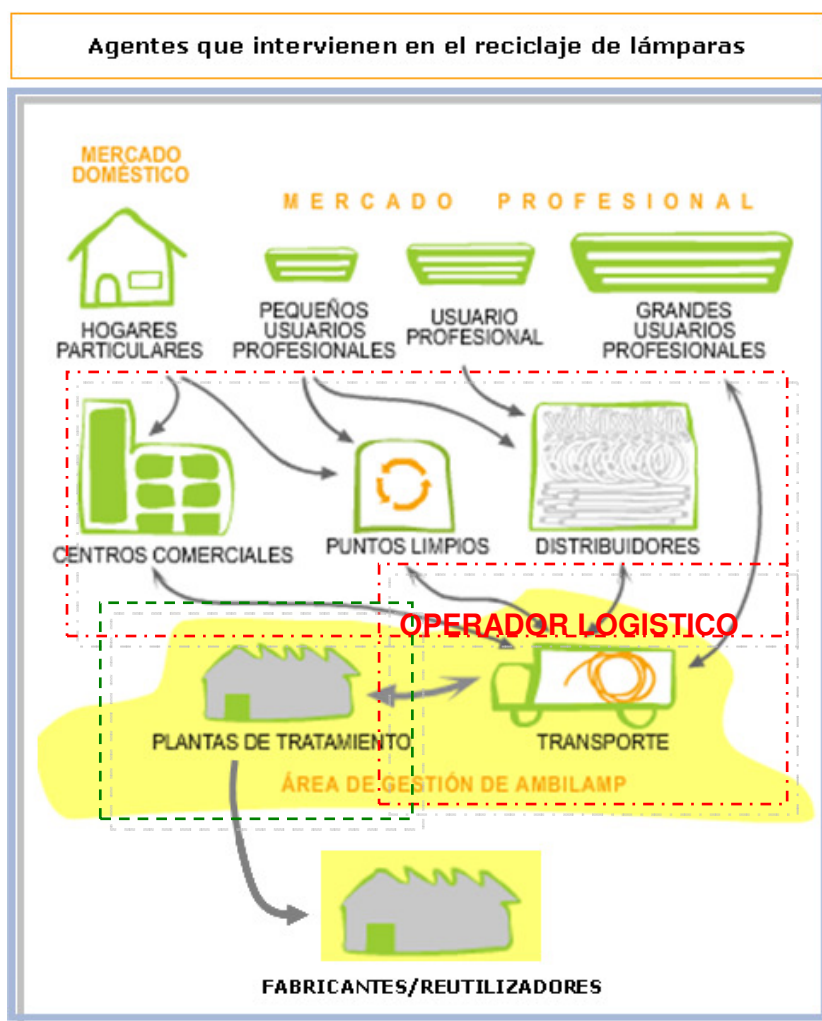 Agentes que intervienen en el reciclaje de lámparas
MERCADO
DOMÉSTICO
MERCADO PROFESIONAL
HOGARES
PARTICULARES
PEQUEÑOS
USUARIOS
PROFESIONALES
USUARIO
PROFESIONAL
GRANDES
USUARIOS
PROFESIONALES
CENTROS COMERCIALES
PUNTOS LIMPIOS
DISTRIBUIDORES
OPERADOR LOGISTICO
PLANTAS DE TRATAMIENTO
TRANSPORTE
ÁREA DE GESTIÓN DE AMBILAMP
FABRICANTES/REUTILIZADORES